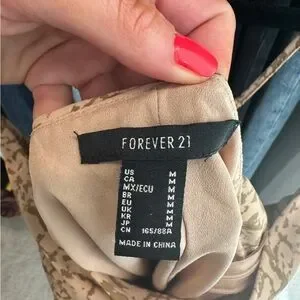 FOREVER 21
US M
CA M
MX/ECU M
BR M
EU M
UK M
KR M
JP M
CN 165/88A
MADE IN CHINA